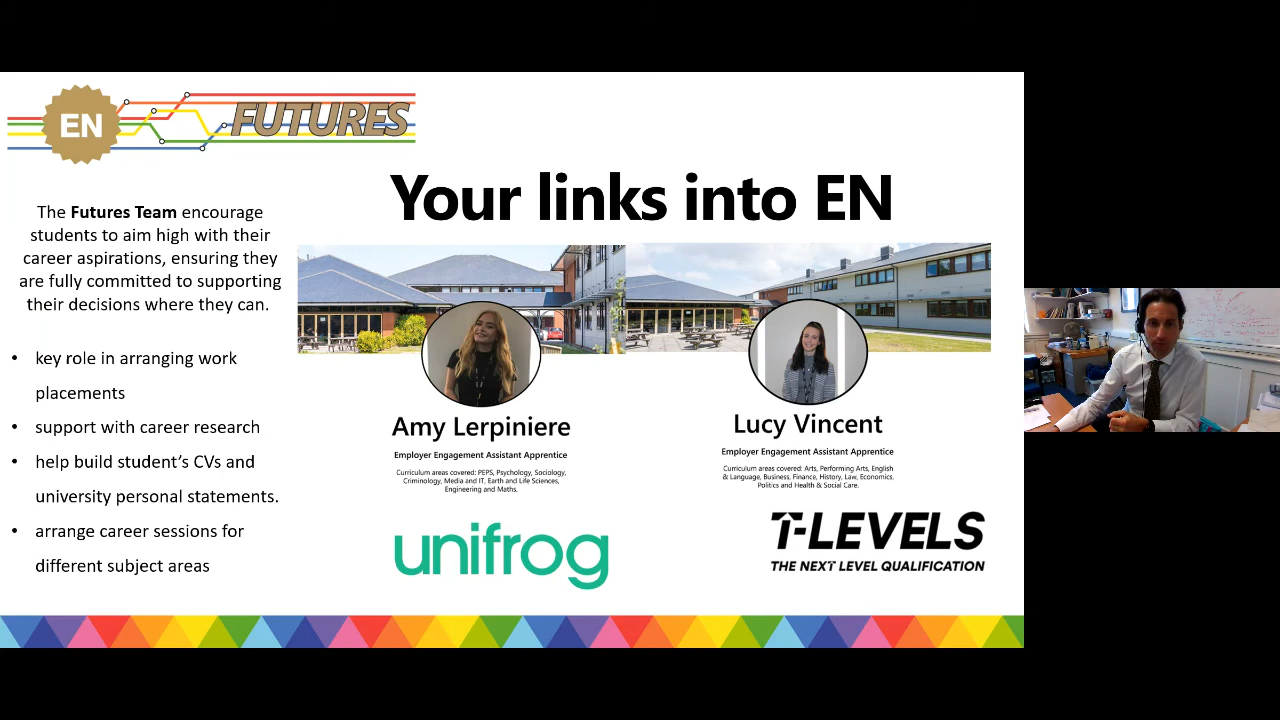 EN
FUTURES
Your links into EN
The Futures Team encourage
students to aim high with their
career aspirations, ensuring they
are fully committed to supporting
their decisions where they can.
• key role in arranging work
placements
• support with career research
• help build student's CVs and
university personal statements.
• arrange career sessions for
different subject areas
Amy Lerpiniere
Employer Engagement Assistant Apprentice
Curriculum areas covered: PEPS, Psychology, Sociology,
Criminology, Media and IT, Earth and Life Sciences,
Engineering and Maths.
Lucy Vincent
Employer Engagement Assistant Apprentice
Curriculum areas covered: Arts, Performing Arts, English
& Language, Business, Finance, History, Law, Economics.
Politics and Health & Social Care.
unifrog
T-LEVELS
THE NEXT LEVEL QUALIFICATION